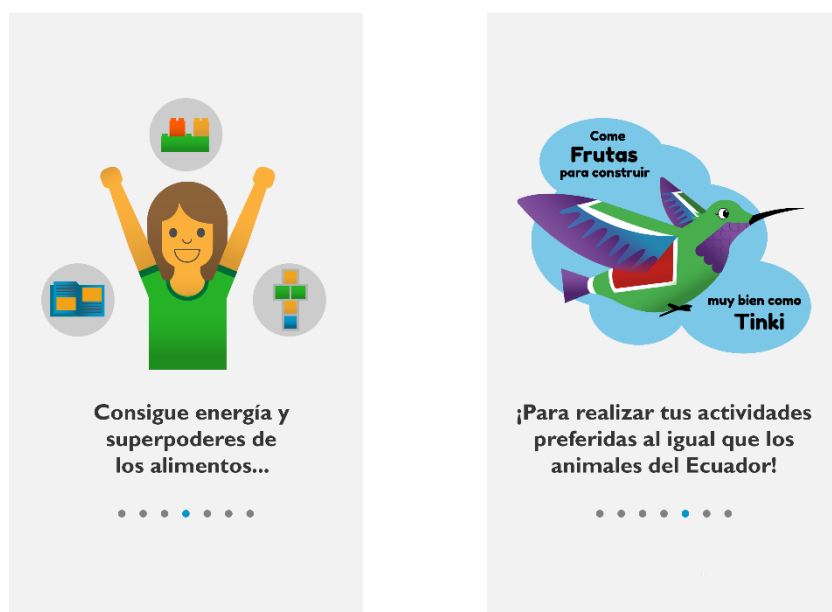 Consigue energía y
superpoderes de
los alimentos...
Come
Frutas
para construir
muy bien como
Tinki
¡Para realizar tus actividades
preferidas al igual que los
animales del Ecuador!